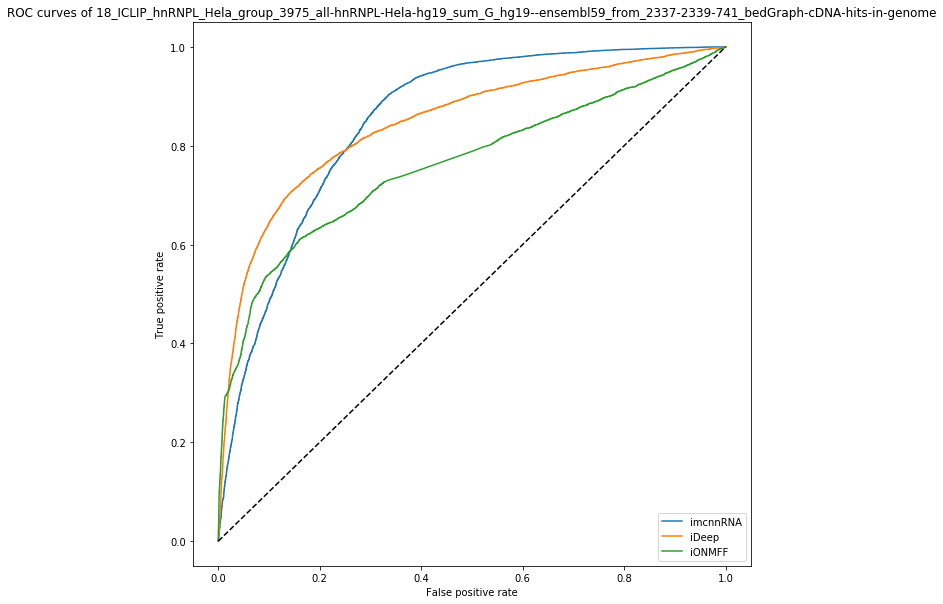 ROC curves of 18_ICLIP_hnRNPL_Hela_group_3975_all-hnRNPL-Hela-hg19_sum_G_hg19--ensembl59_from_2337-2339-741_bedGraph-cDNA-hits-in-genome
1.0
0.8
0.6
0.4
0.2
0.0
True positive rate
0.0 0.2 0.4 0.6 0.8 1.0
False positive rate
imcnnRNA
iDeep
iONMFF